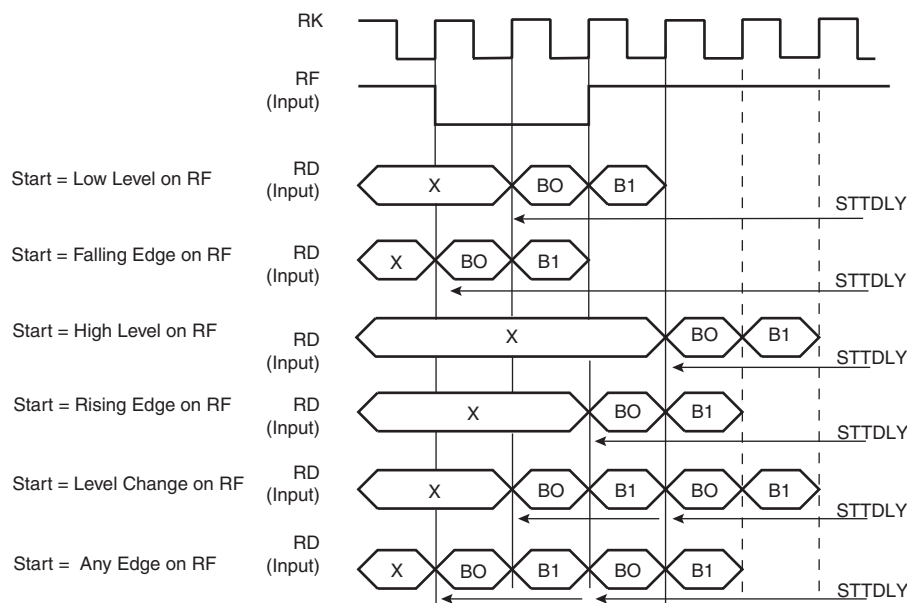 RK
RF
(Input)
Start = Low Level on RF
RD
(Input)
X
BO
B1
STTDLY
Start = Falling Edge on RF
RD
(Input)
X
BO
B1
STTDLY
Start = High Level on RF
RD
(Input)
X
BO
B1
STTDLY
Start = Rising Edge on RF
RD
(Input)
X
BO
B1
STTDLY
Start = Level Change on RF
RD
(Input)
X
BO
B1
BO
B1
STTDLY
Start = Any Edge on RF
RD
(Input)
X
BO
B1
BO
B1
STTDLY